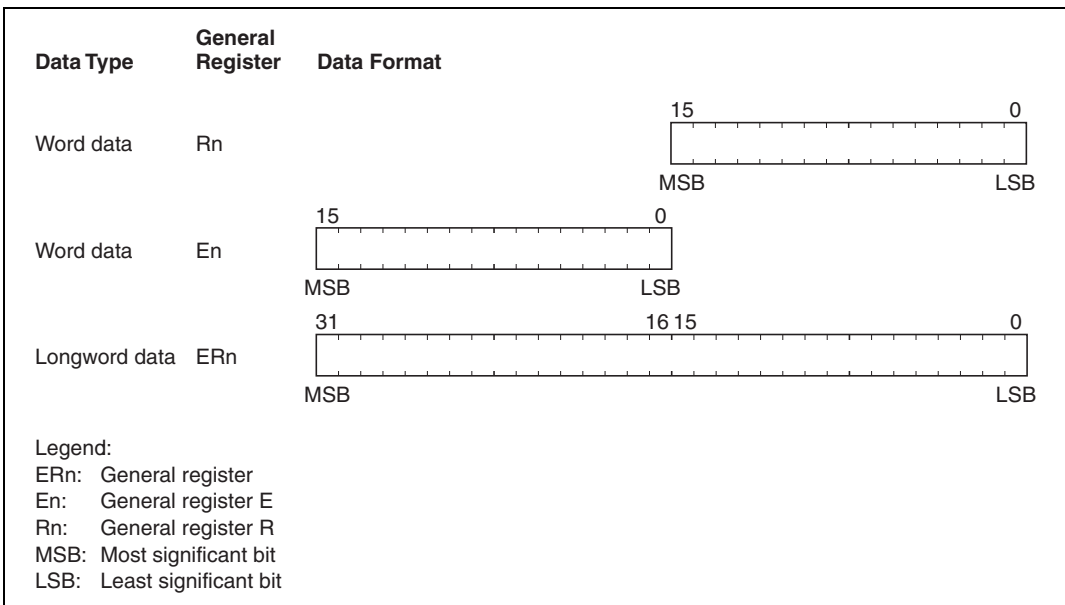 Data Type General Register Data Format
15 0
Word data Rn
MSB LSB
15 0
Word data En
MSB LSB
31 16 15 0
Longword data ERn
MSB LSB
Legend:
ERn: General register
En: General register E
Rn: General register R
MSB: Most significant bit
LSB: Least significant bit